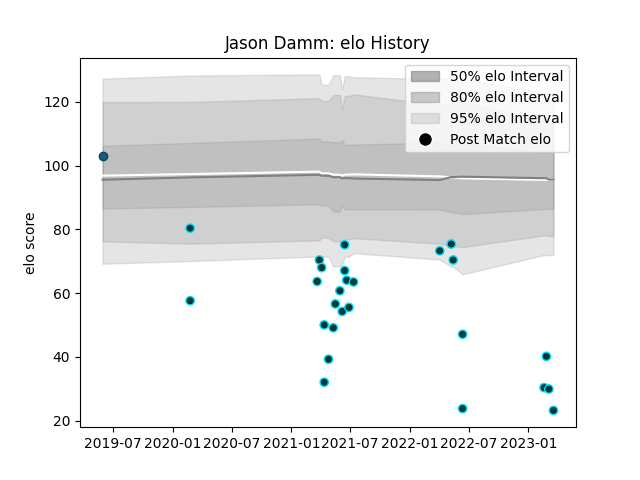 Jason Damm: elo History
50% elo Interval
80% elo Interval
95% elo Interval
Post Match elo
elo score
120
100
80
60
40
20
2019-07 2020-01 2020-07 2021-01 2021-07 2022-01 2022-07 2023-01